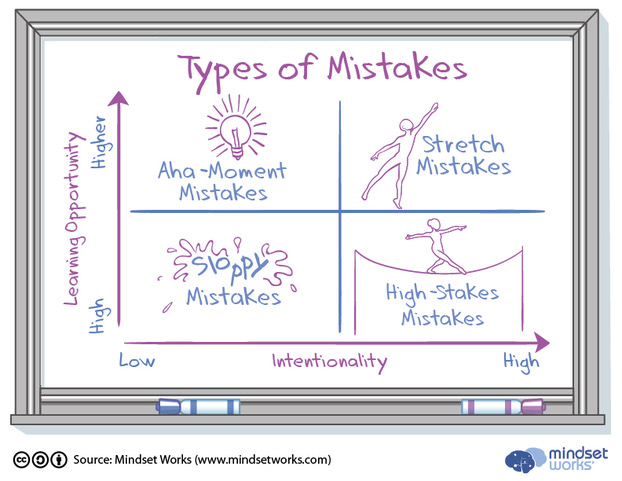 Types of Mistakes
Higher
Learning Opportunity
High
Aha-Moment
Mistakes
Stretch
Mistakes
Sloppy
Mistakes
High-Stakes
Mistakes
Low
Intentionality
High
cc
Source: Mindset Works (www.mindsetworks.com)
mindset
works®